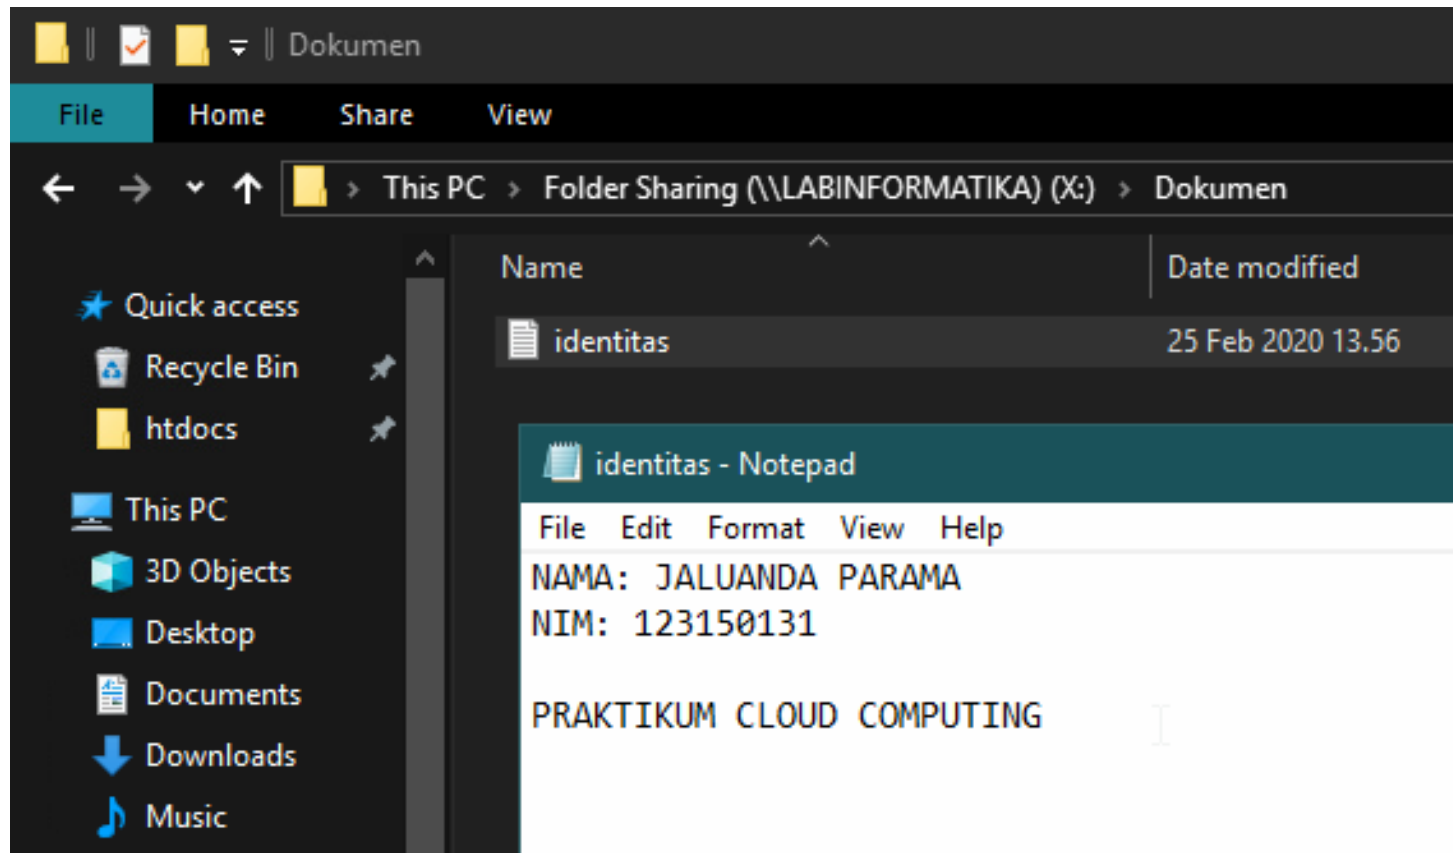 Dokumen
File Home Share View
This PC > Folder Sharing (\\LABINFORMATIKA) (X:) > Dokumen
Name Date modified
Quick access
identitas 25 Feb 2020 13.56
Recycle Bin
htdocs
This PC
3D Objects
Desktop
Documents
Downloads
Music
identitas - Notepad
File Edit Format View Help
NAMA: JALUANDA PARAMA
NIM: 123150131
PRAKTIKUM CLOUD COMPUTING